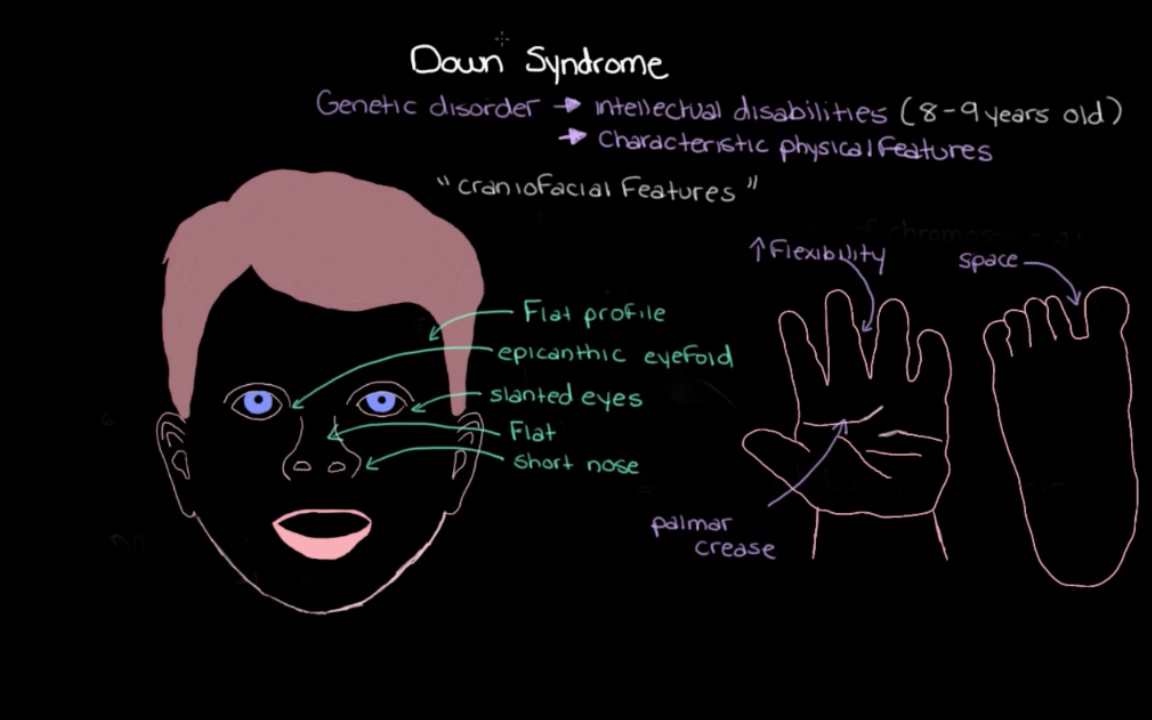 Down Syndrome
Genetic disorder → intellectual disabilities (8-9 years old)
→ Characteristic physical features
"craniofacial features"
↑ Flexibility
space
Flat profile
epicanthic eyefold
slanted eyes
Flat
short nose
palmar
crease